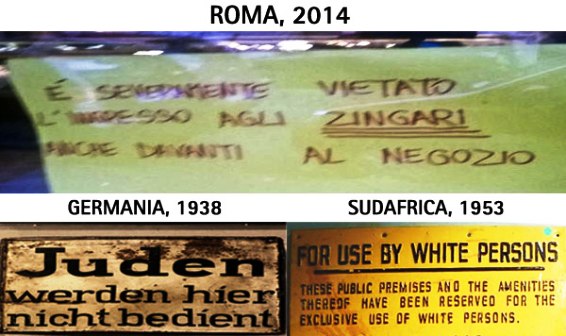 ROMA, 2014
É SEVERAMENTE VIETATO
L'INGRESSO AGLI ZINGARI
ANCHE DAVANTI AL NEGOZIO
GERMANIA, 1938
Juden
werden hier
nicht bedient
SUDAFRICA, 1953
FOR USE BY WHITE PERSONS
THESE PUBLIC PREMISES AND THE AMENITIES
THEREOF HAVE BEEN RESERVED FOR THE
EXCLUSIVE USE OF WHITE PERSONS.